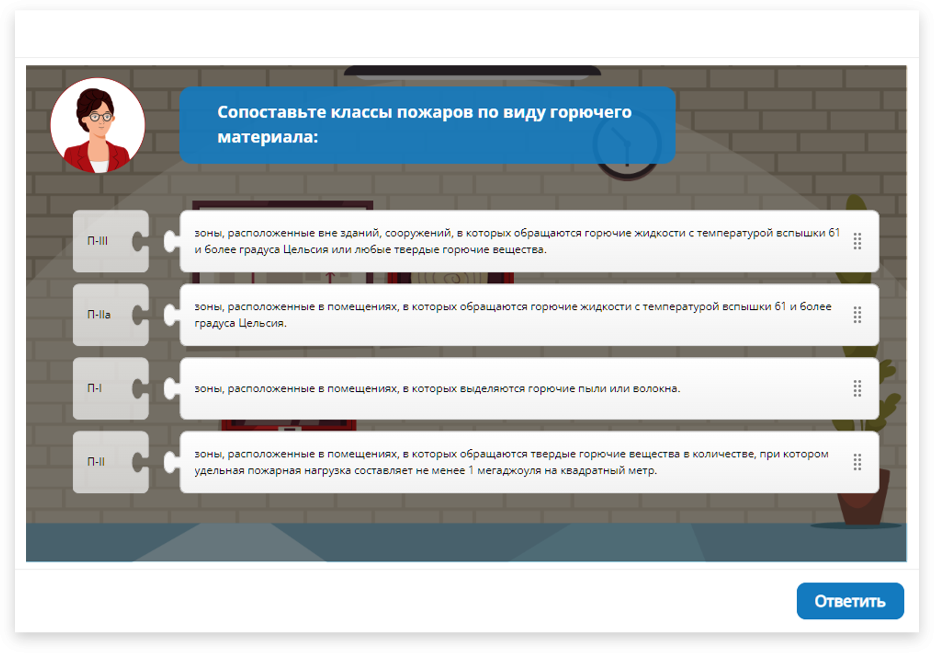 Сопоставьте классы пожаров по виду горючего
материала:
П-III
зоны, расположенные вне зданий, сооружений, в которых обращаются горючие жидкости с температурой вспышки 61
и более градуса Цельсия или любые твердые горючие вещества.
П-IIа
зоны, расположенные в помещениях, в которых обращаются горючие жидкости с температурой вспышки 61 и более
градуса Цельсия.
П-I
зоны, расположенные в помещениях, в которых выделяются горючие пыли или волокна.
П-II
зоны, расположенные в помещениях, в которых обращаются твердые горючие вещества в количестве, при котором
удельная пожарная нагрузка составляет не менее 1 мегаджоуля на квадратный метр.
Ответить